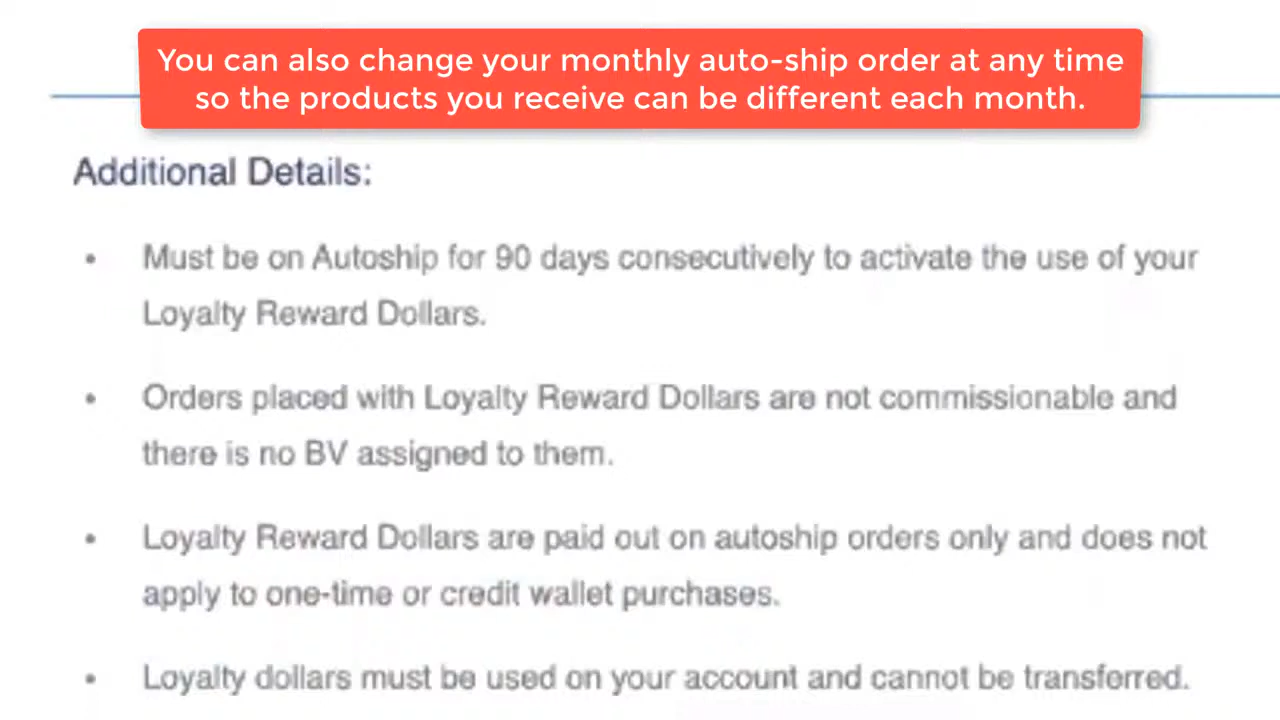 You can also change your monthly auto-ship order at any time
so the products you receive can be different each month.
Additional Details:
• Must be on Autoship for 90 days consecutively to activate the use of your
Loyalty Reward Dollars.
• Orders placed with Loyalty Reward Dollars are not commissionable and
there is no BV assigned to them.
• Loyalty Reward Dollars are paid out on autoship orders only and does not
apply to one-time or credit wallet purchases.
• Loyalty dollars must be used on your account and cannot be transferred.